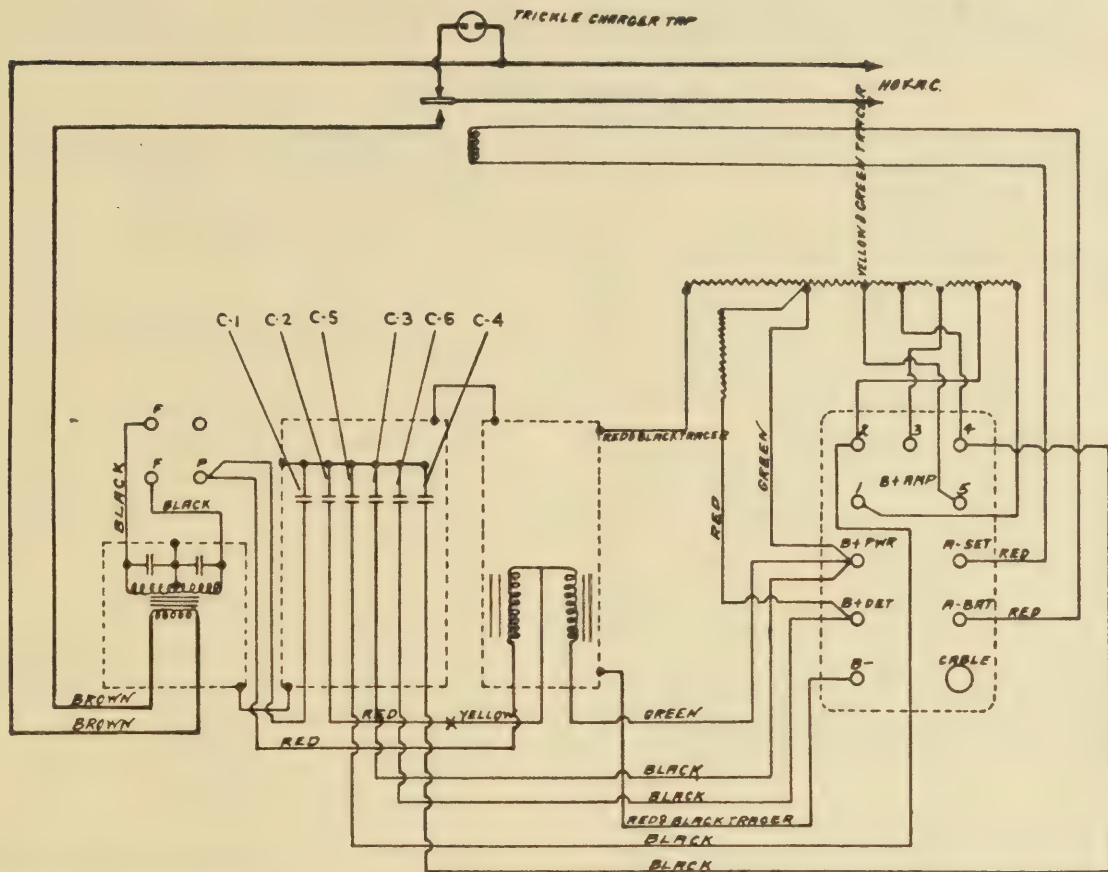 TRICKLE CHARGER TAP
110 V. A.C.
YELLOW & GREEN TRACER
C-1 C-2 C-5 C-3 C-6 C-4
F
F P
BLACK
BLACK
RED & BLACK TRACER
GREEN
RED
2 3 4
B+ AMP
1 5
B+ PWR A-SET
RED
B+ DET A-BAT
RED
B- CABLE
BROWN
BROWN
RED
YELLOW
GREEN
RED
BLACK
BLACK
RED & BLACK TRACER
BLACK
BLACK